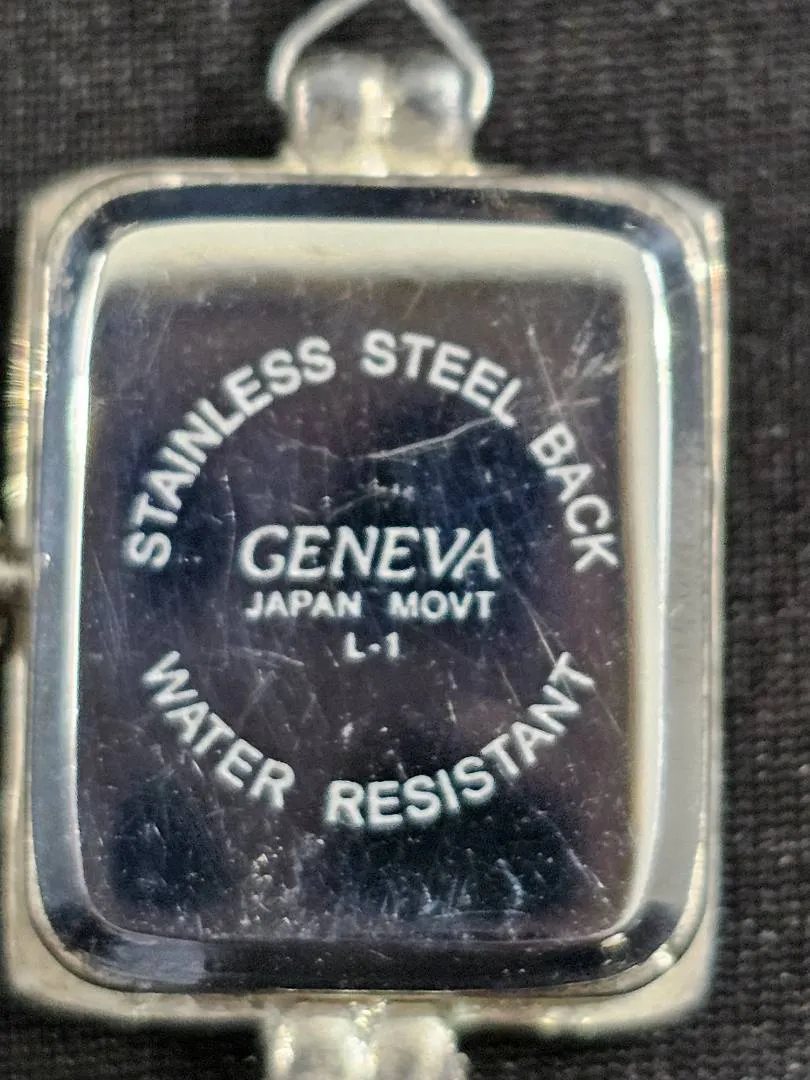 STAINLESS STEEL BACK
GENEVA
JAPAN MOVT
L-1
WATER RESISTANT